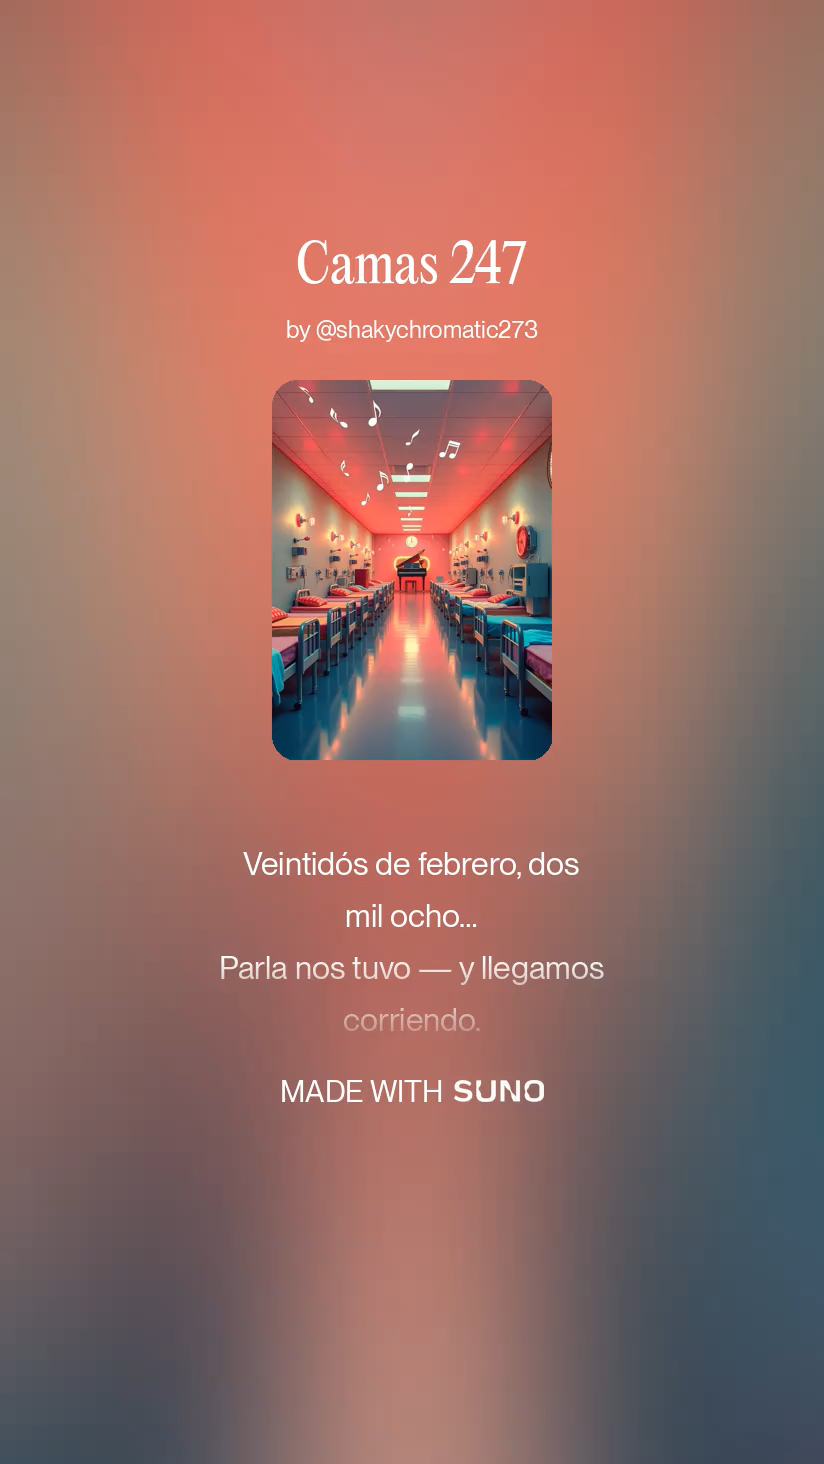 Camas 247
by @shakychromatic273
Veintidós de febrero, dos
mil ocho...
Parla nos tuvo — y llegamos
corriendo.
MADE WITH SUNO